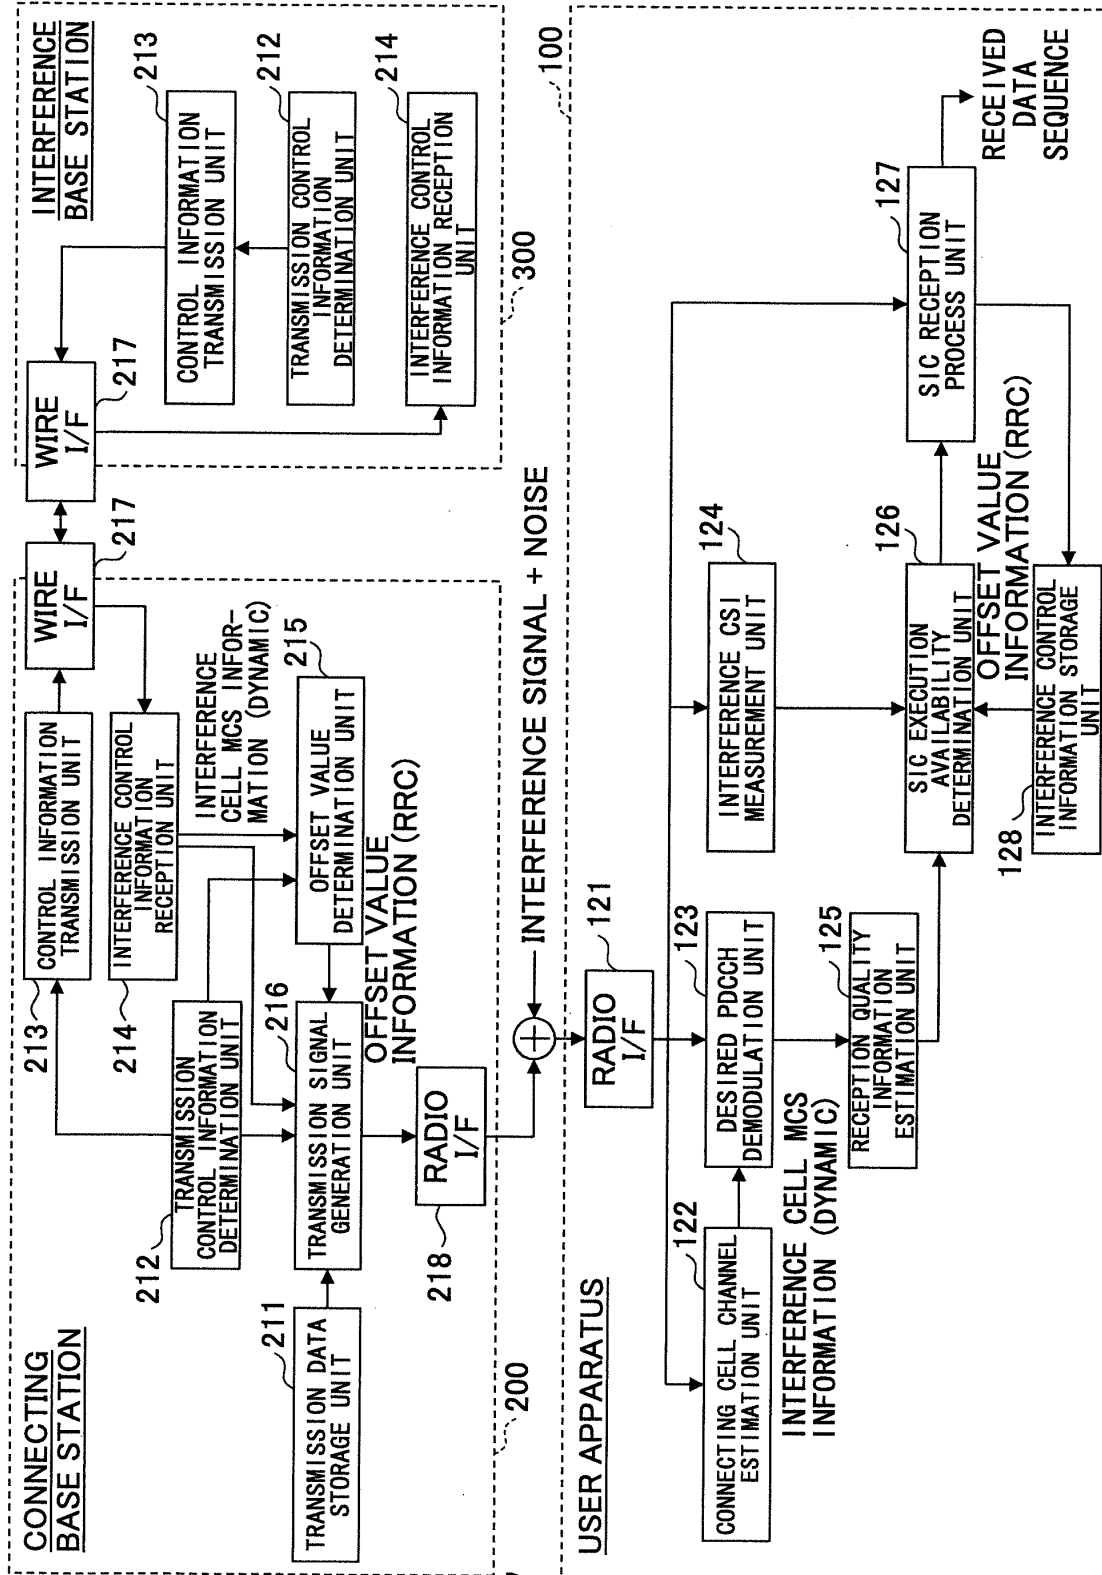 CONNECTING
BASE STATION
TRANSMISSION DATA
STORAGE UNIT
211
212
TRANSMISSION
CONTROL INFORMATION
DETERMINATION UNIT
213
CONTROL INFORMATION
TRANSMISSION UNIT
214
INTERFERENCE CONTROL
INFORMATION
RECEPTION UNIT
WIRE
I/F
217
INTERFERENCE
CELL MCS INFOR-
MATION (DYNAMIC)
215
OFFSET VALUE
DETERMINATION UNIT
216
TRANSMISSION SIGNAL
GENERATION UNIT
OFFSET VALUE
INFORMATION (RRC)
RADIO
I/F
218
200
INTERFERENCE
BASE STATION
WIRE
I/F
217
213
CONTROL INFORMATION
TRANSMISSION UNIT
212
TRANSMISSION CONTROL
INFORMATION
DETERMINATION UNIT
214
INTERFERENCE CONTROL
INFORMATION RECEPTION
UNIT
300
INTERFERENCE SIGNAL + NOISE
USER APPARATUS
100
121
RADIO
I/F
122
CONNECTING CELL CHANNEL
ESTIMATION UNIT
123
DESIRED PDCCH
DEMODULATION UNIT
124
INTERFERENCE CSI
MEASUREMENT UNIT
INTERFERENCE CELL MCS
INFORMATION (DYNAMIC)
125
RECEPTION QUALITY
INFORMATION
ESTIMATION UNIT
126
SIC EXECUTION
AVAILABILITY
DETERMINATION UNIT
127
SIC RECEPTION
PROCESS UNIT
OFFSET VALUE
INFORMATION (RRC)
128
INTERFERENCE CONTROL
INFORMATION STORAGE
UNIT
RECEIVED
DATA
SEQUENCE